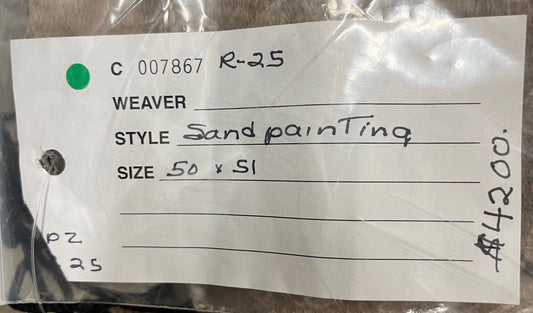 C 007867 R-25
WEAVER
STYLE Sandpainting
SIZE 50 x 51
PZ
25
$4200.